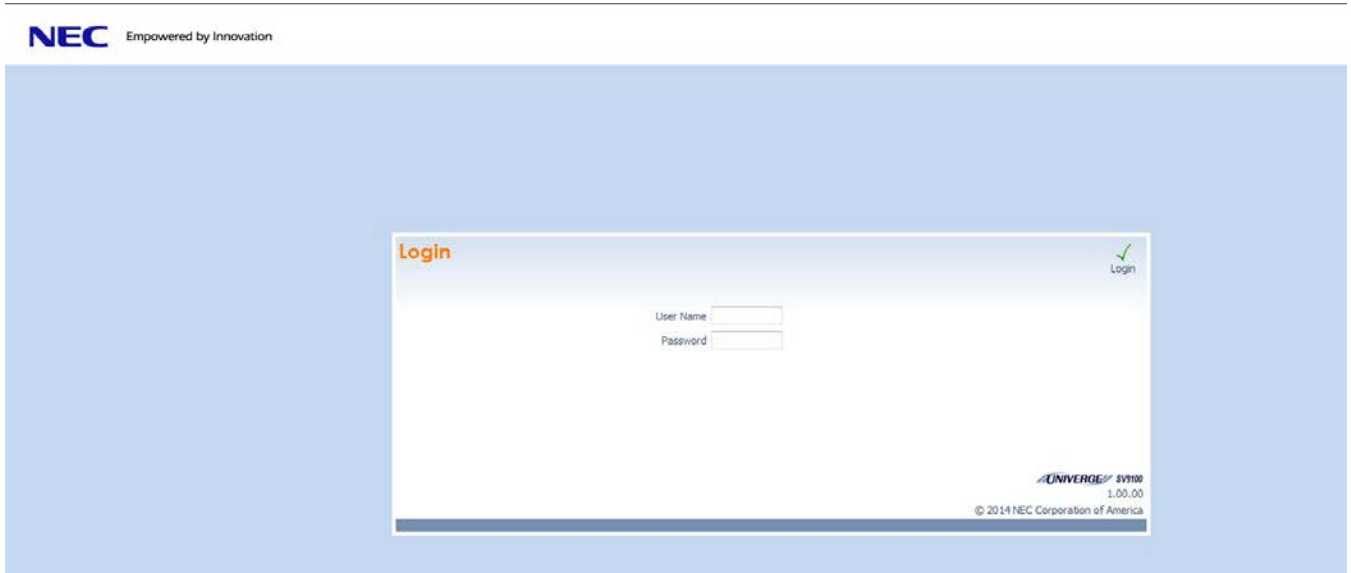 NEC Empowered by Innovation
Login
Login
User Name
Password
UNIVERGE SV9100
1.00.00
© 2014 NEC Corporation of America